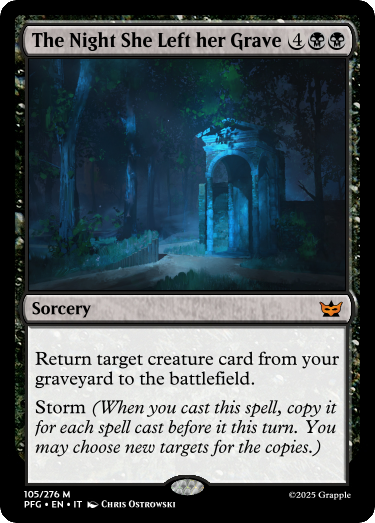 The Night She Left her Grave 4
Sorcery
Return target creature card from your
graveyard to the battlefield.
Storm (When you cast this spell, copy it
for each spell cast before it this turn. You
may choose new targets for the copies.)
105/276 M
PFG • EN • IT Chris Ostrowski
©2025 Grapple